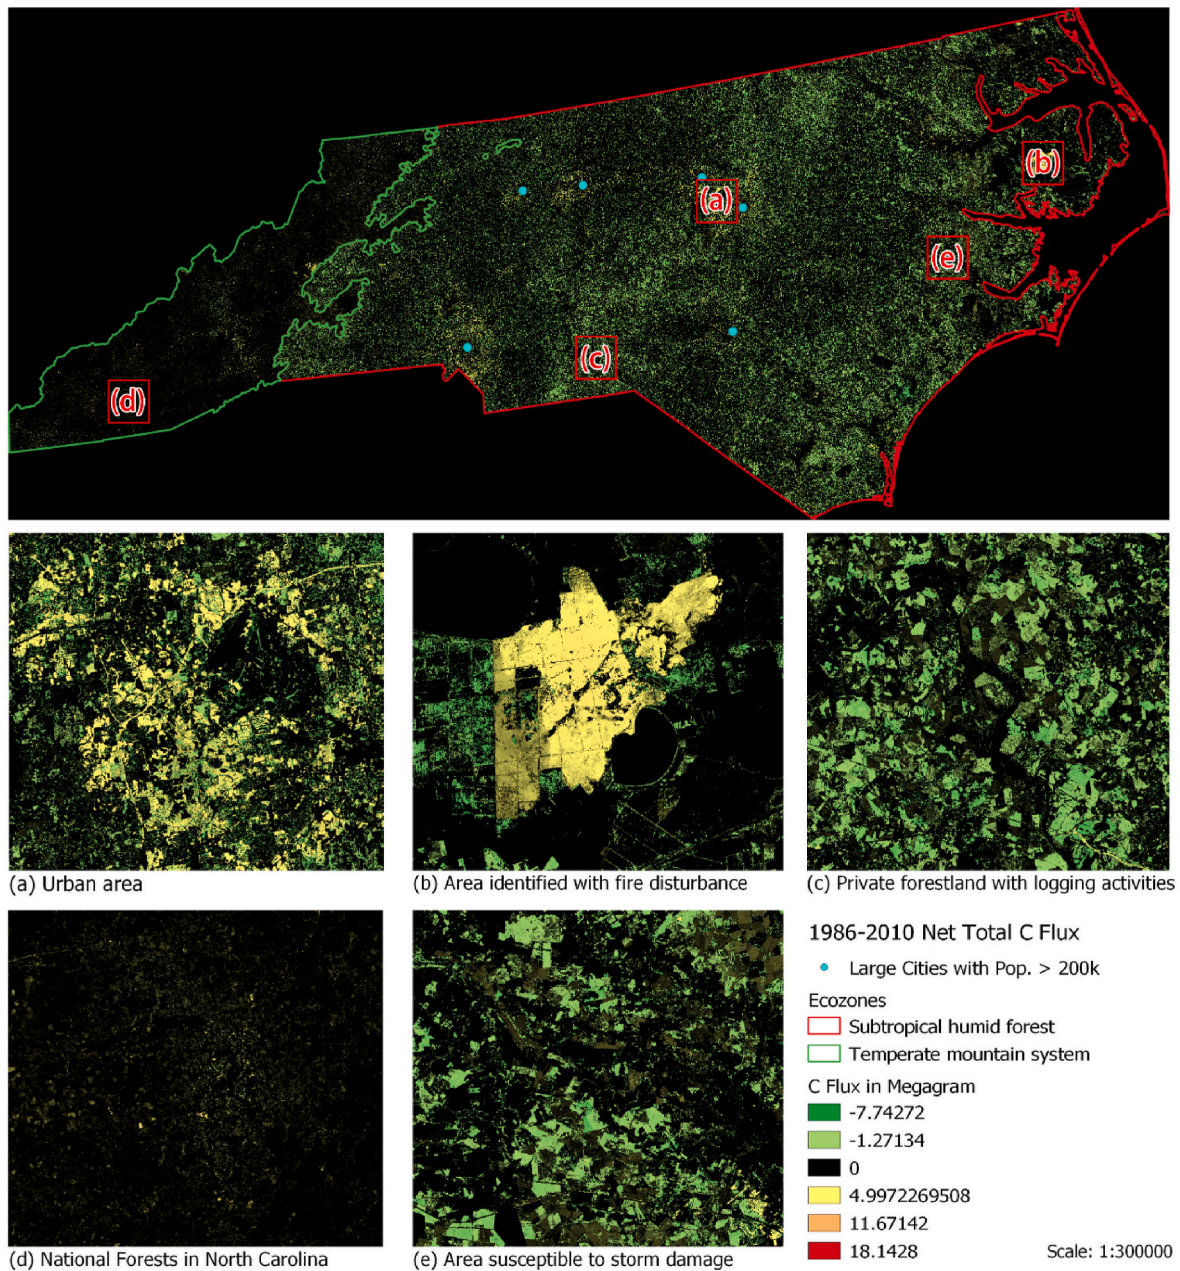 (b)
(a)
(e)
(c)
(d)
(a) Urban area
(b) Area identified with fire disturbance
(c) Private forestland with logging activities
(d) National Forests in North Carolina
(e) Area susceptible to storm damage
1986-2010 Net Total C Flux
Large Cities with Pop. > 200k
Ecozones
Subtropical humid forest
Temperate mountain system
C Flux in Megagram
-7.74272
-1.27134
0
4.9972269508
11.67142
18.1428
Scale: 1:300000